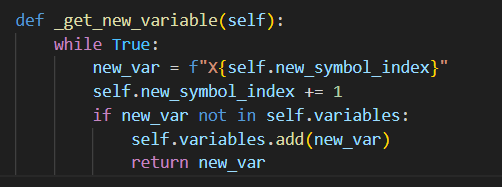 def _get_new_variable(self):
    while True:
        new_var = f"X{self.new_symbol_index}"
        self.new_symbol_index += 1
        if new_var not in self.variables:
            self.variables.add(new_var)
            return new_var